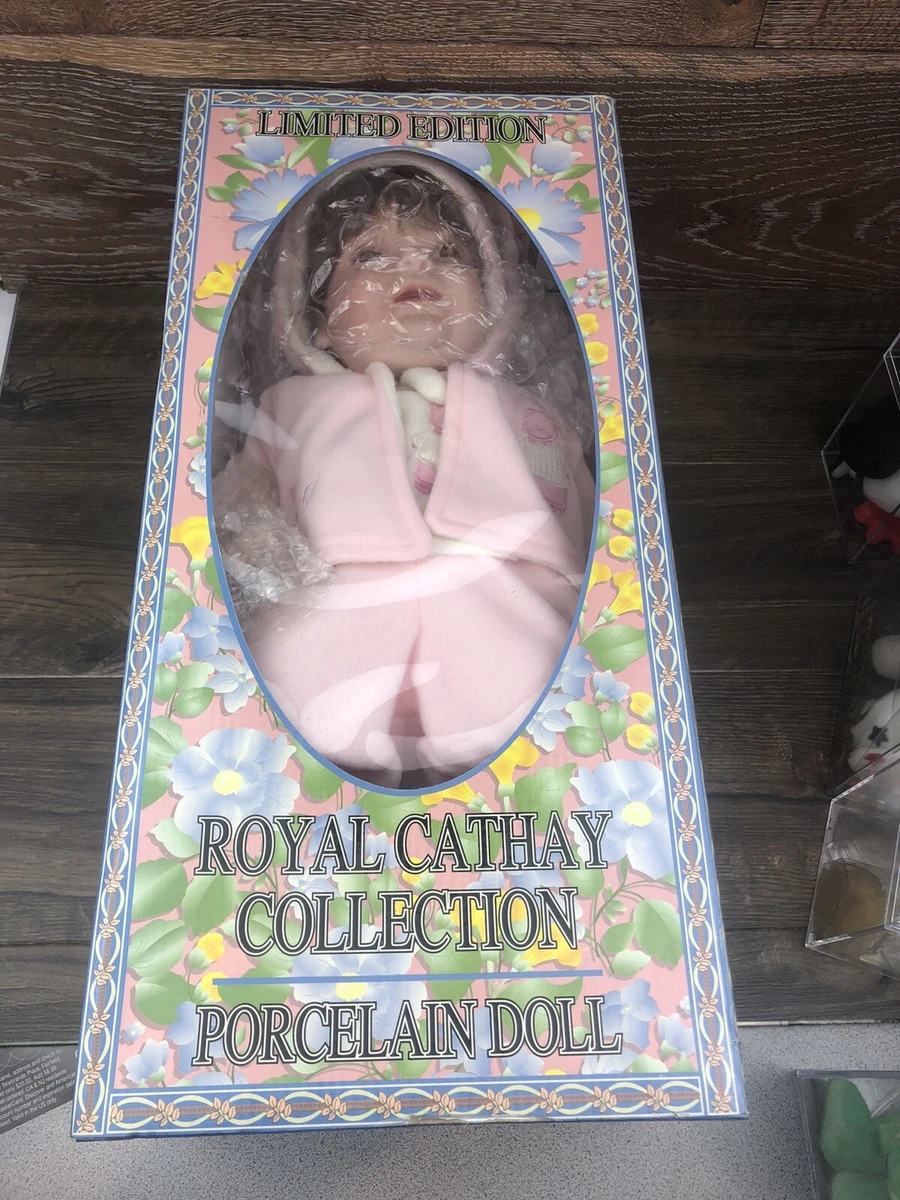 LIMITED EDITION
ROYAL CATHAY
COLLECTION
PORCELAIN DOLL